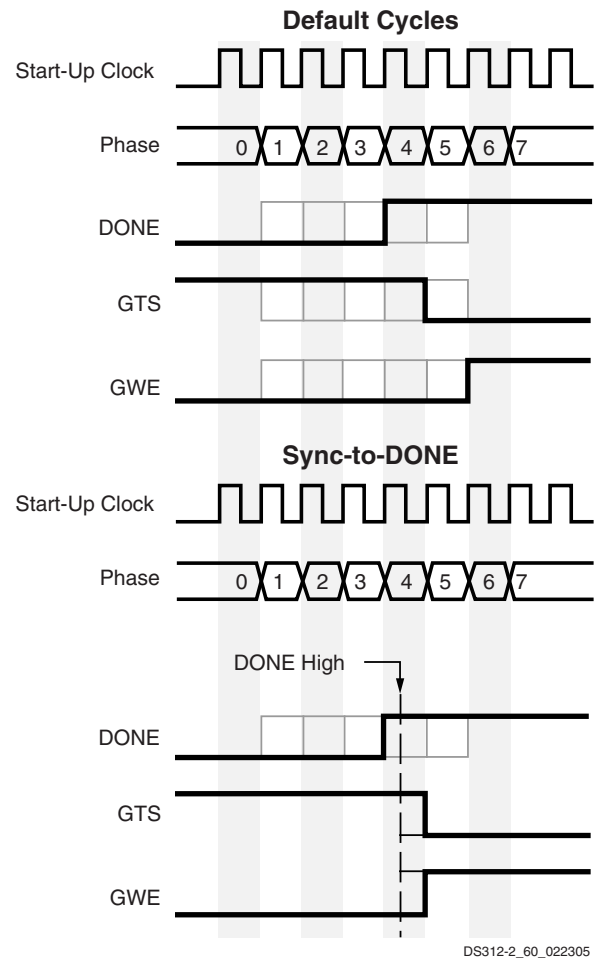 Default Cycles
Start-Up Clock
Phase 0 1 2 3 4 5 6 7
DONE
GTS
GWE
Sync-to-DONE
Start-Up Clock
Phase 0 1 2 3 4 5 6 7
DONE High
DONE
GTS
GWE
DS312-2_60_022305